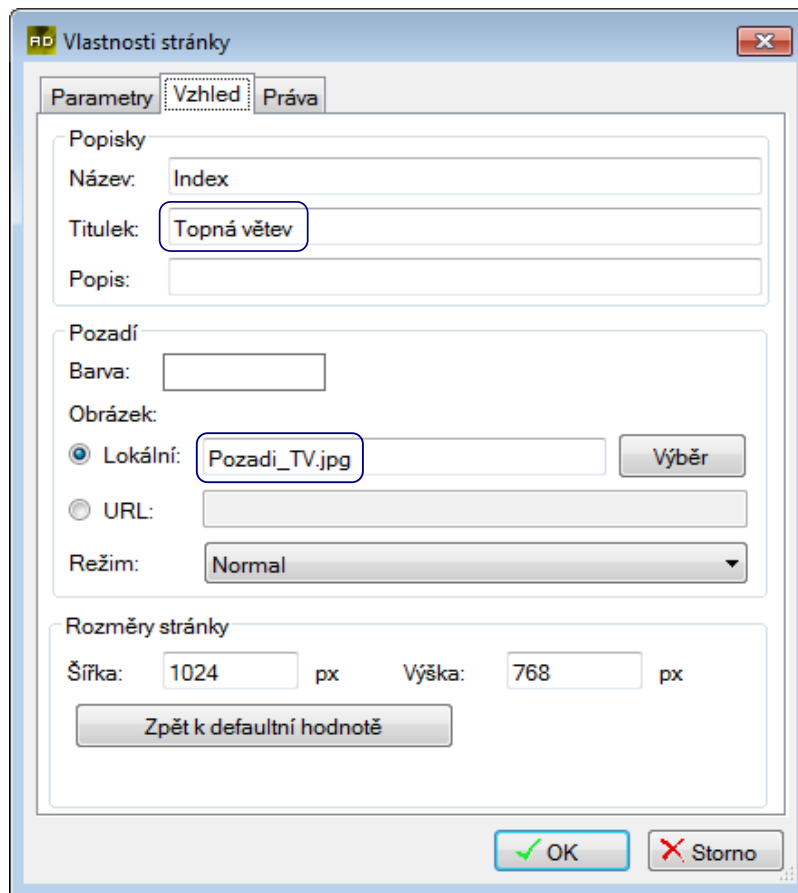 RD Vlastnosti stránky
Parametry Vzhled Práva
Popisky
Název: Index
Titulek: Topná větev
Popis:
Pozadí
Barva:
Obrázek:
Lokální: Pozadi_TV.jpg Výběr
URL:
Režim: Normal
Rozměry stránky
Šířka: 1024 px Výška: 768 px
Zpět k defaultní hodnotě
OK Storno